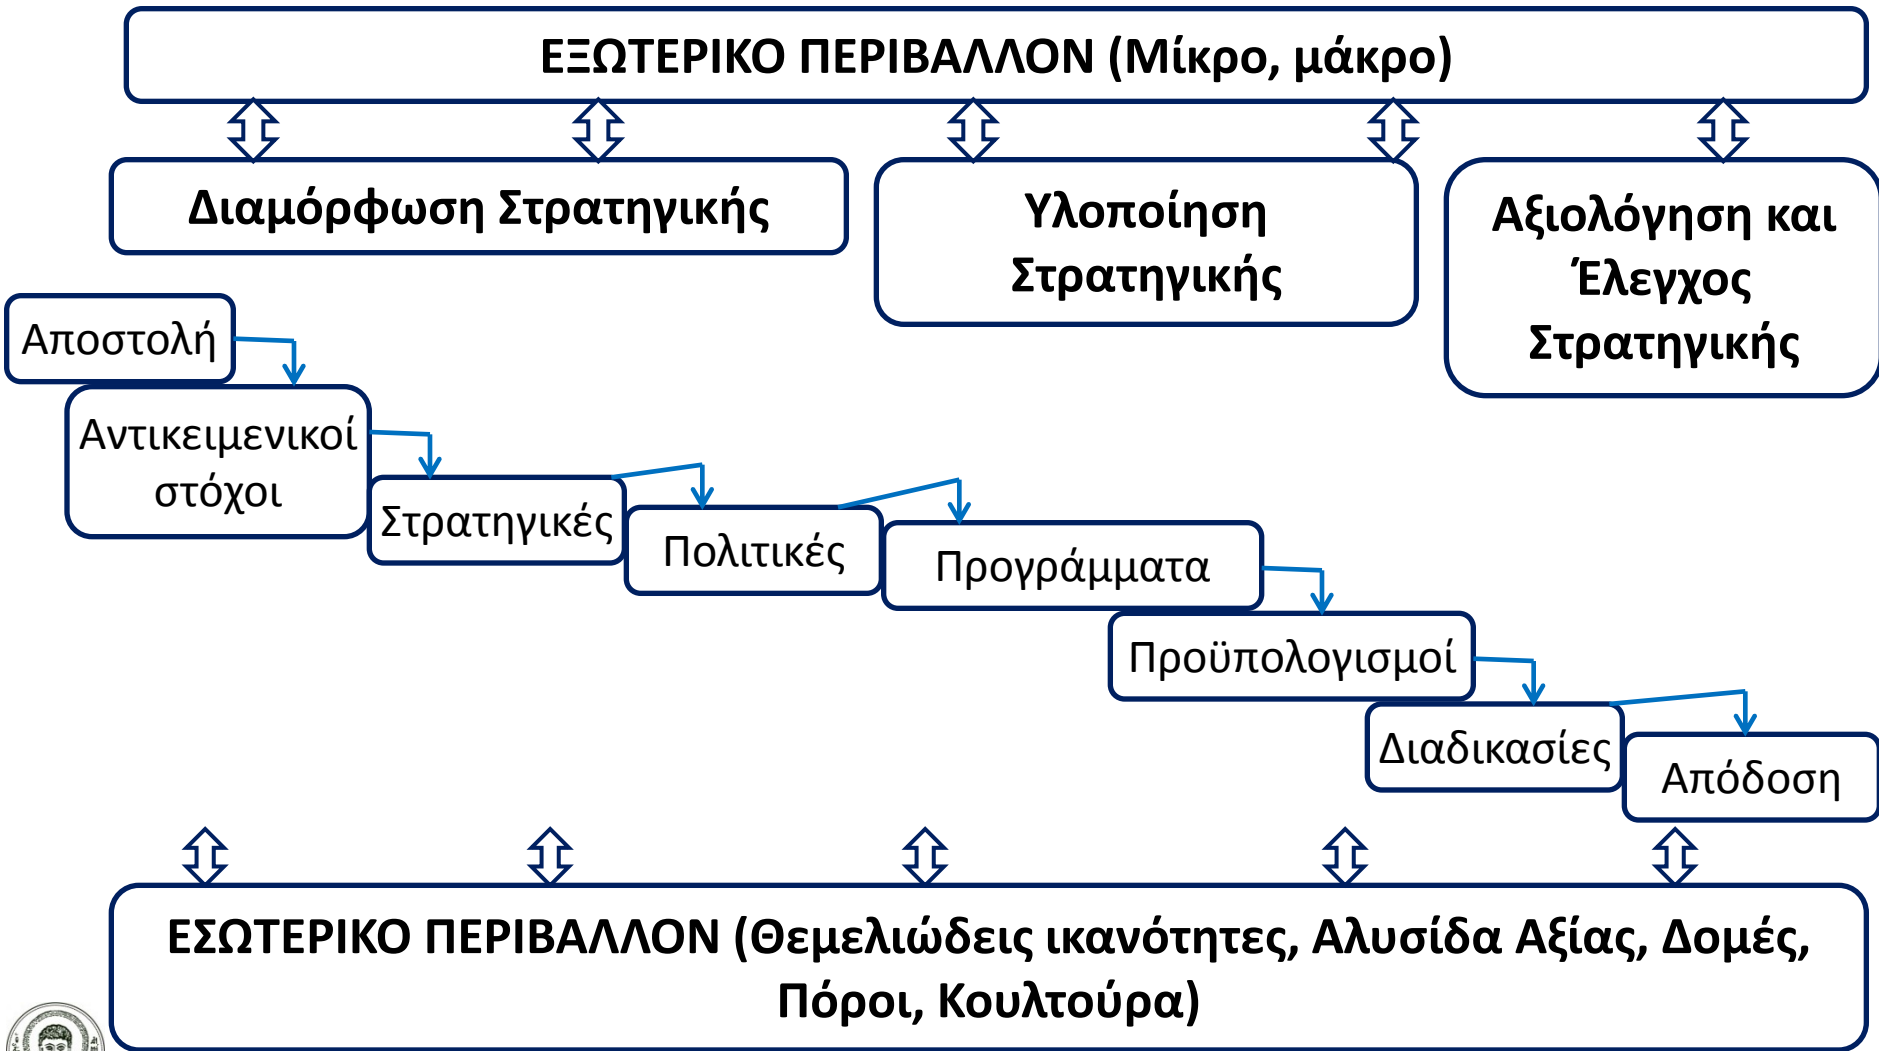 ΕΞΩΤΕΡΙΚΟ ΠΕΡΙΒΑΛΛΟΝ (Μίκρο, μάκρο)
Διαμόρφωση Στρατηγικής
Υλοποίηση
Στρατηγικής
Αξιολόγηση και
Έλεγχος
Στρατηγικής
Αποστολή
Αντικειμενικοί
στόχοι
Στρατηγικές
Πολιτικές
Προγράμματα
Προϋπολογισμοί
Διαδικασίες
Απόδοση
ΕΣΩΤΕΡΙΚΟ ΠΕΡΙΒΑΛΛΟΝ (Θεμελιώδεις ικανότητες, Αλυσίδα Αξίας, Δομές,
Πόροι, Κουλτούρα)